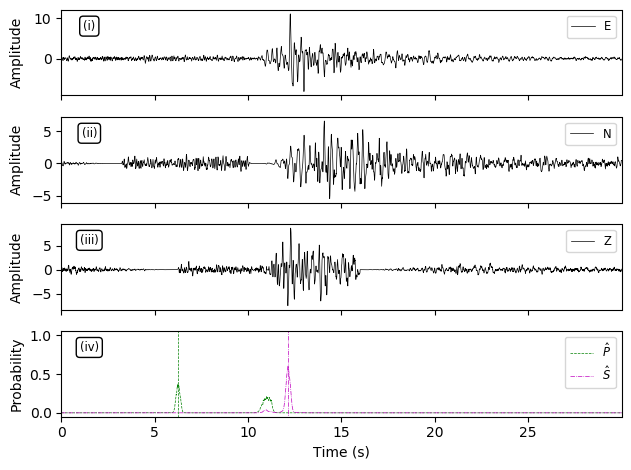 Amplitude
10
0
(i)
E
Amplitude
5
0
−5
(ii)
N
Amplitude
5
0
−5
(iii)
Z
Probability
1.0
0.5
0.0
(iv)
P̂
Ŝ
0 5 10 15 20 25
Time (s)